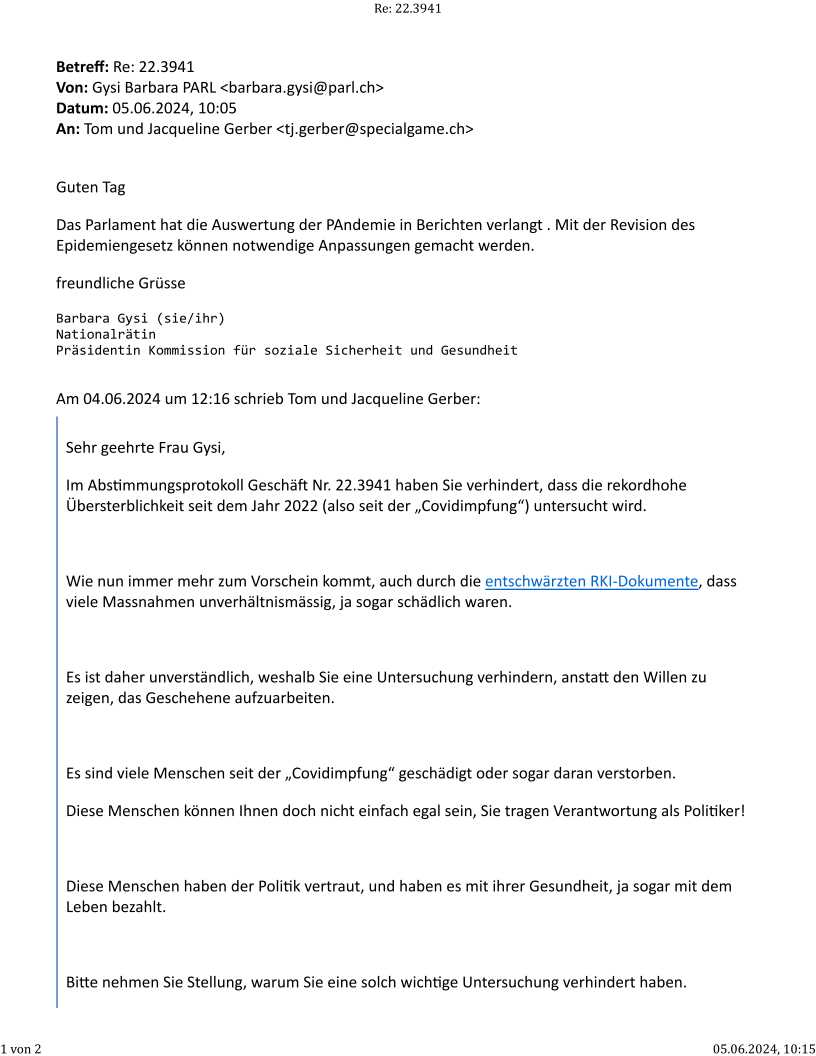 Re: 22.3941
Betreff: Re: 22.3941
Von: Gysi Barbara PARL <barbara.gysi@parl.ch>
Datum: 05.06.2024, 10:05
An: Tom und Jacqueline Gerber <tj.gerber@specialgame.ch>
Guten Tag
Das Parlament hat die Auswertung der PAndemie in Berichten verlangt . Mit der Revision des
Epidemiengesetz können notwendige Anpassungen gemacht werden.
freundliche Grüsse
Barbara Gysi (sie/ihr)
Nationalrätin
Präsidentin Kommission für soziale Sicherheit und Gesundheit
Am 04.06.2024 um 12:16 schrieb Tom und Jacqueline Gerber:
Sehr geehrte Frau Gysi,
Im Abstimmungsprotokoll Geschäft Nr. 22.3941 haben Sie verhindert, dass die rekordhohe
Übersterblichkeit seit dem Jahr 2022 (also seit der „Covidimpfung“) untersucht wird.
Wie nun immer mehr zum Vorschein kommt, auch durch die entschwärzten RKI-Dokumente, dass
viele Massnahmen unverhältnismässig, ja sogar schädlich waren.
Es ist daher unverständlich, weshalb Sie eine Untersuchung verhindern, anstatt den Willen zu
zeigen, das Geschehene aufzuarbeiten.
Es sind viele Menschen seit der „Covidimpfung“ geschädigt oder sogar daran verstorben.
Diese Menschen können Ihnen doch nicht einfach egal sein, Sie tragen Verantwortung als Politiker!
Diese Menschen haben der Politik vertraut, und haben es mit ihrer Gesundheit, ja sogar mit dem
Leben bezahlt.
Bitte nehmen Sie Stellung, warum Sie eine solch wichtige Untersuchung verhindert haben.
1 von 2
05.06.2024, 10:15